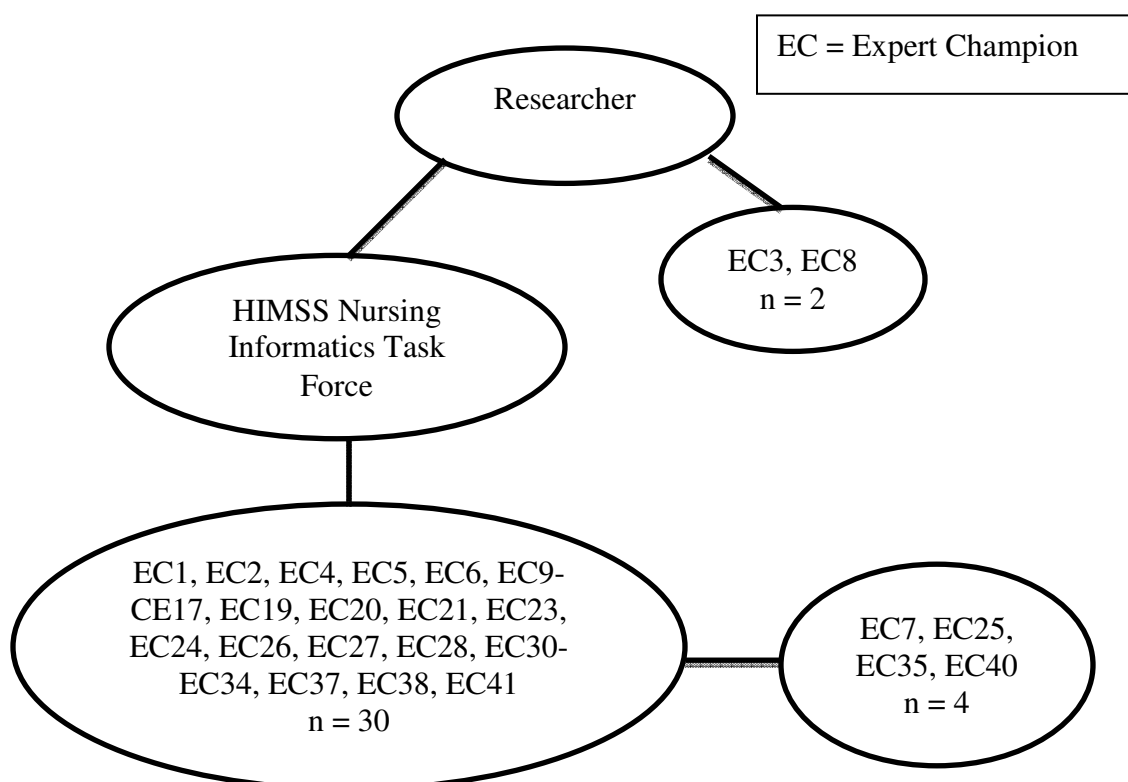 EC = Expert Champion
Researcher
EC3, EC8
n = 2
HIMSS Nursing
Informatics Task
Force
EC1, EC2, EC4, EC5, EC6, EC9-
CE17, EC19, EC20, EC21, EC23,
EC24, EC26, EC27, EC28, EC30-
EC34, EC37, EC38, EC41
n = 30
EC7, EC25,
EC35, EC40
n = 4